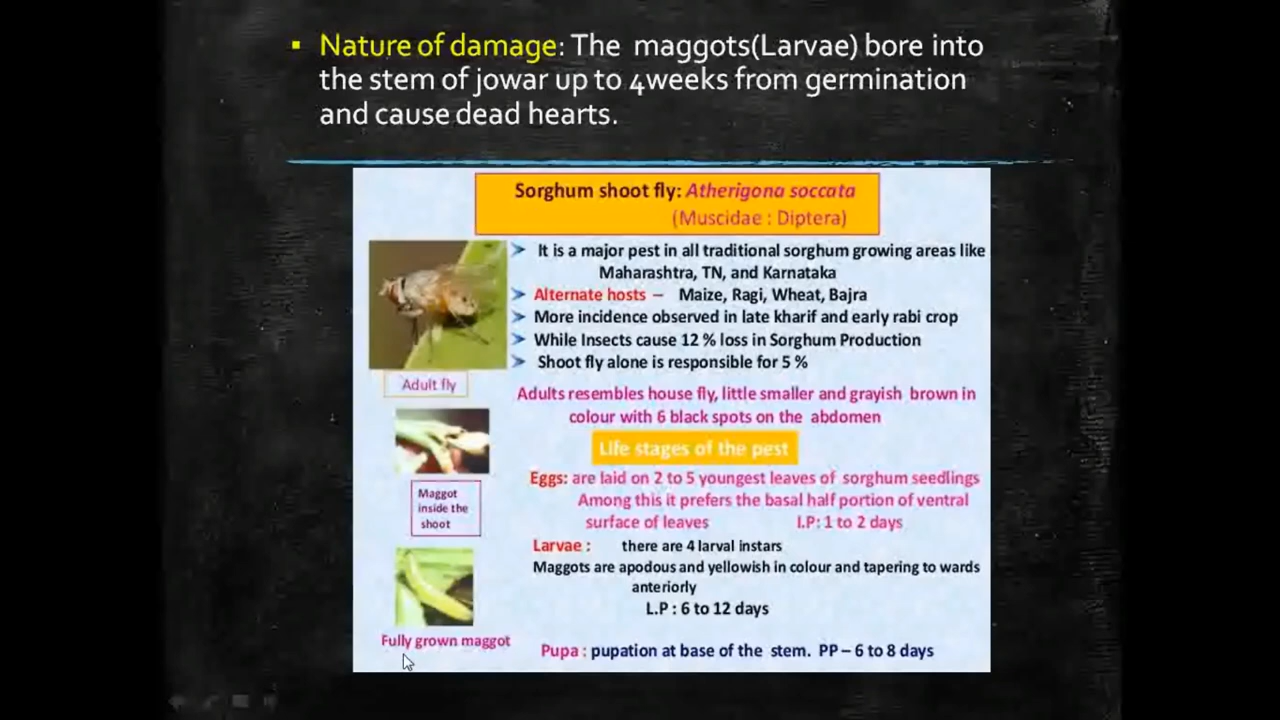 ▪ Nature of damage: The maggots(Larvae) bore into
the stem of jowar up to 4weeks from germination
and cause dead hearts.
Sorghum shoot fly: Atherigona soccata
(Muscidae : Diptera)
➤ It is a major pest in all traditional sorghum growing areas like
Maharashtra, TN, and Karnataka
➤ Alternate hosts – Maize, Ragi, Wheat, Bajra
➤ More incidence observed in late kharif and early rabi crop
➤ While Insects cause 12 % loss in Sorghum Production
➤ Shoot fly alone is responsible for 5 %
Adult fly
Adults resembles house fly, little smaller and grayish brown in
colour with 6 black spots on the abdomen
Life stages of the pest
Eggs: are laid on 2 to 5 youngest leaves of sorghum seedlings
Among this it prefers the basal half portion of ventral
surface of leaves I.P: 1 to 2 days
Maggot
inside the
shoot
Larvae : there are 4 larval instars
Maggots are apodous and yellowish in colour and tapering to wards
anteriorly
L.P : 6 to 12 days
Fully grown maggot
Pupa : pupation at base of the stem. PP – 6 to 8 days